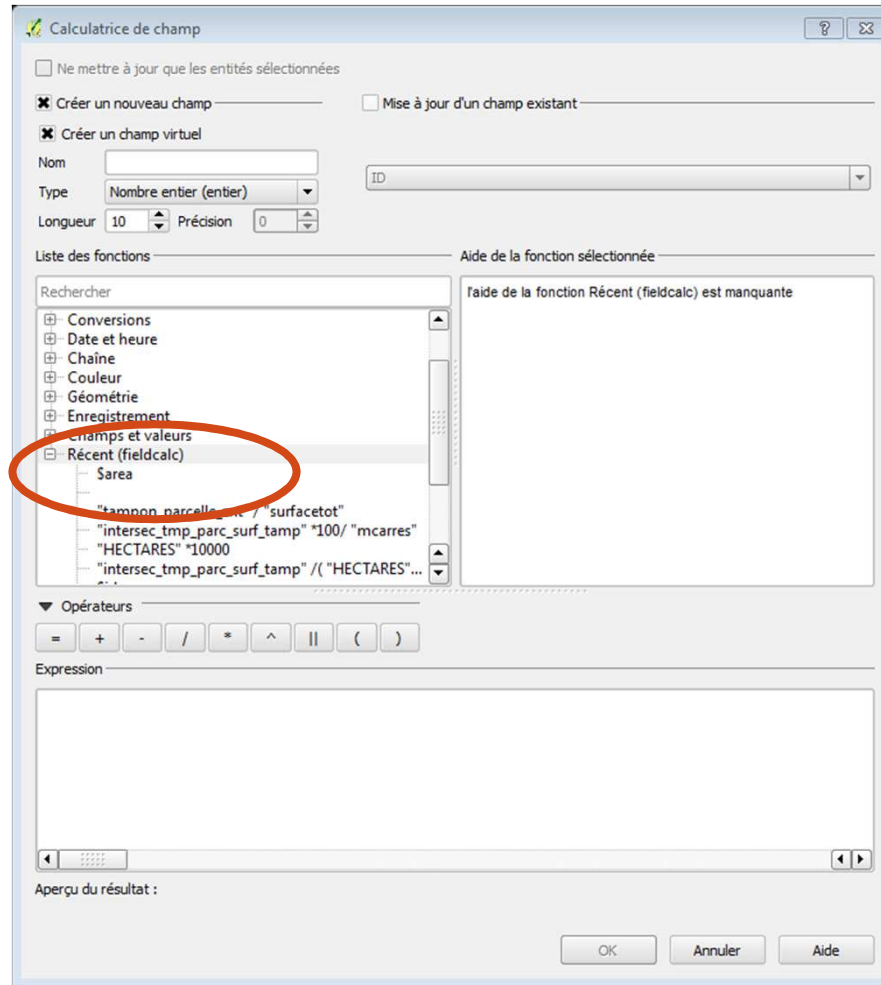 Calculatrice de champ
Ne mettre à jour que les entités sélectionnées
Créer un nouveau champ
Mise à jour d'un champ existant
Créer un champ virtuel
Nom
ID
Type Nombre entier (entier)
Longueur 10 Précision 0
Liste des fonctions
Aide de la fonction sélectionnée
Rechercher
l'aide de la fonction Récent (fieldcalc) est manquante
Conversions
Date et heure
Chaîne
Couleur
Géométrie
Enregistrement
Champs et valeurs
Récent (fieldcalc)
$area
/ "surfacetot"
"intersec_tmp_parc_surf_tamp" *100/ "mcarres"
"HECTARES" *10000
"intersec_tmp_parc_surf_tamp" /( "HECTARES"...
Opérateurs
= + - / * ^ || ( )
Expression
Aperçu du résultat :
OK Annuler Aide